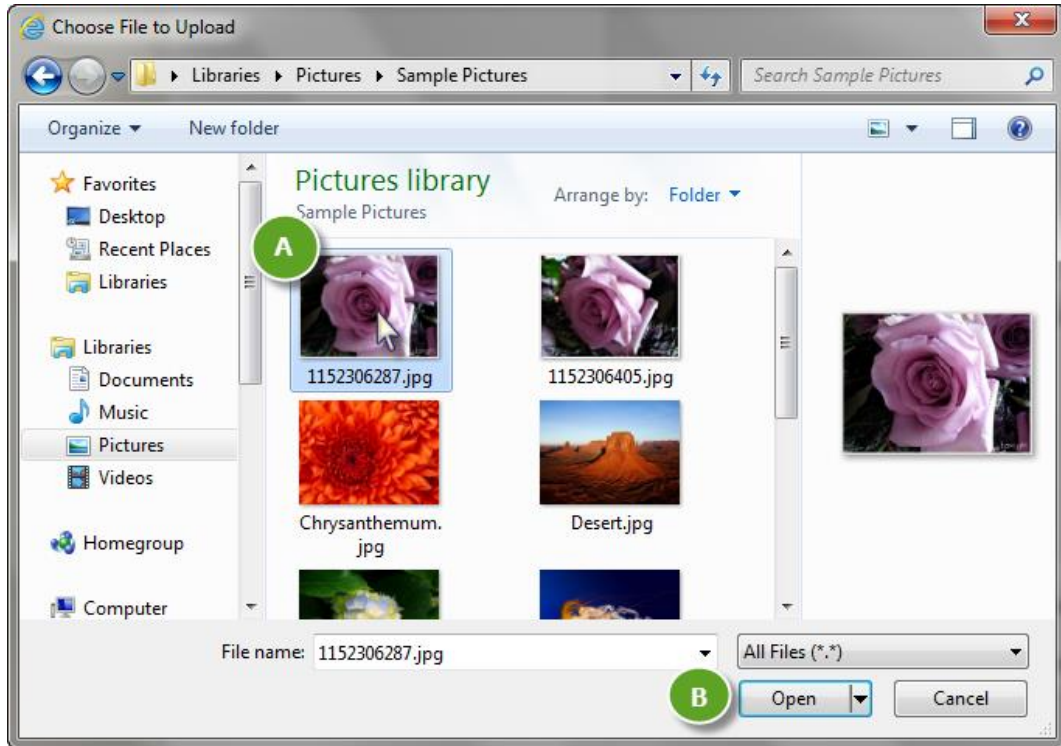 Choose File to Upload
Libraries Pictures Sample Pictures
Search Sample Pictures
Organize
New folder
Favorites
Desktop
Recent Places
Libraries
Libraries
Documents
Music
Pictures
Videos
Homegroup
Computer
Pictures library
Sample Pictures
Arrange by: Folder
A
1152306287.jpg
1152306405.jpg
Chrysanthemum.
jpg
Desert.jpg
File name: 1152306287.jpg
All Files (*.*)
B
Open
Cancel